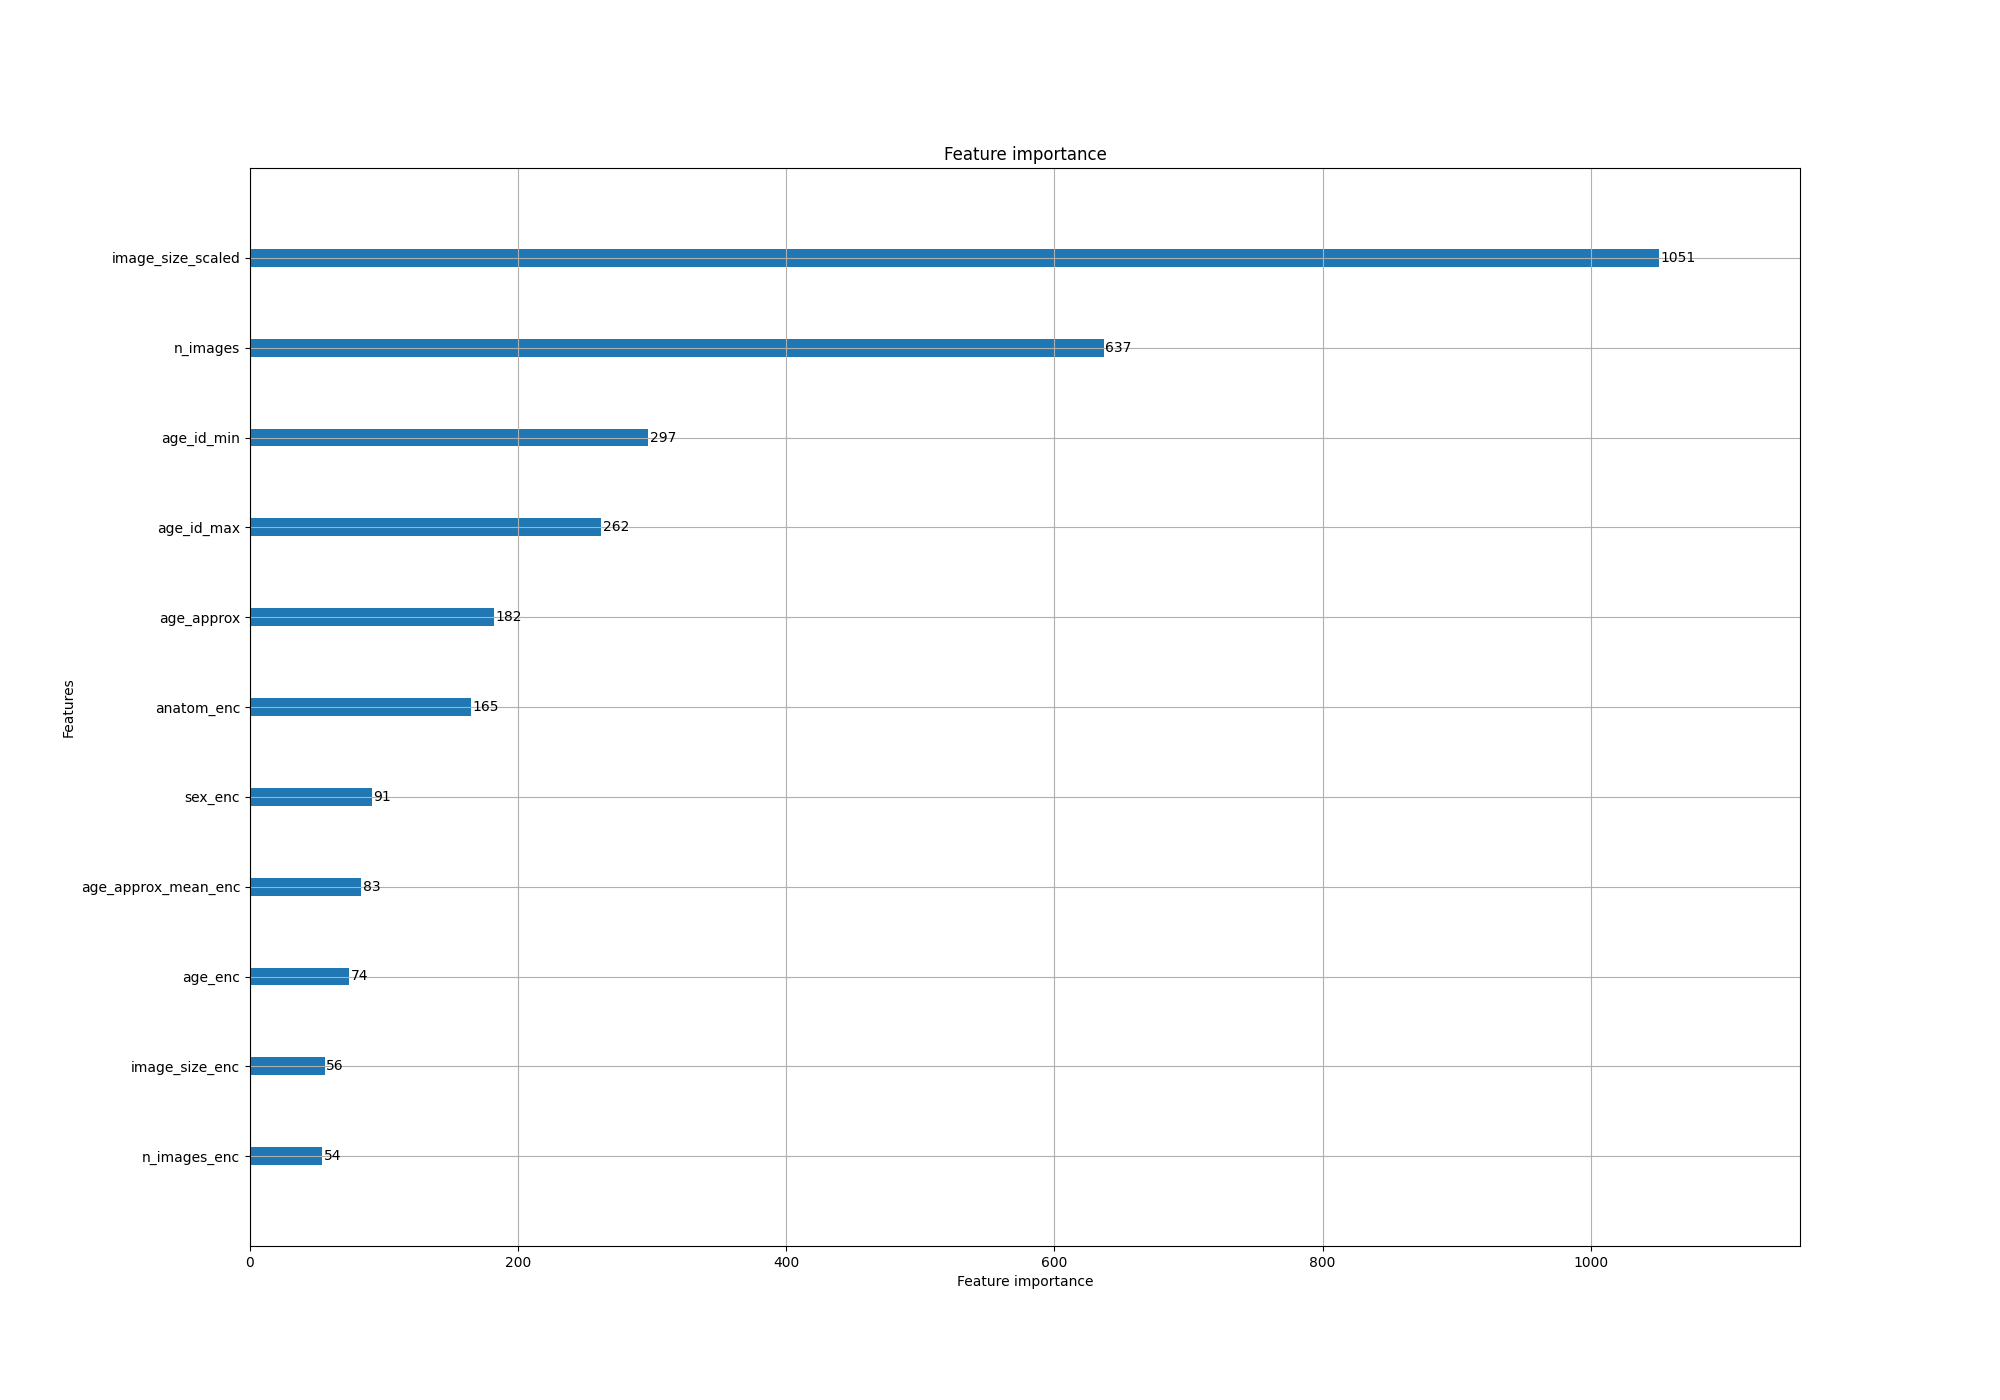 Feature importance
image_size_scaled 1051
n_images 637
age_id_min 297
age_id_max 262
age_approx 182
anatom_enc 165
sex_enc 91
age_approx_mean_enc 83
age_enc 74
image_size_enc 56
n_images_enc 54
Features
0 200 400 600 800 1000
Feature importance